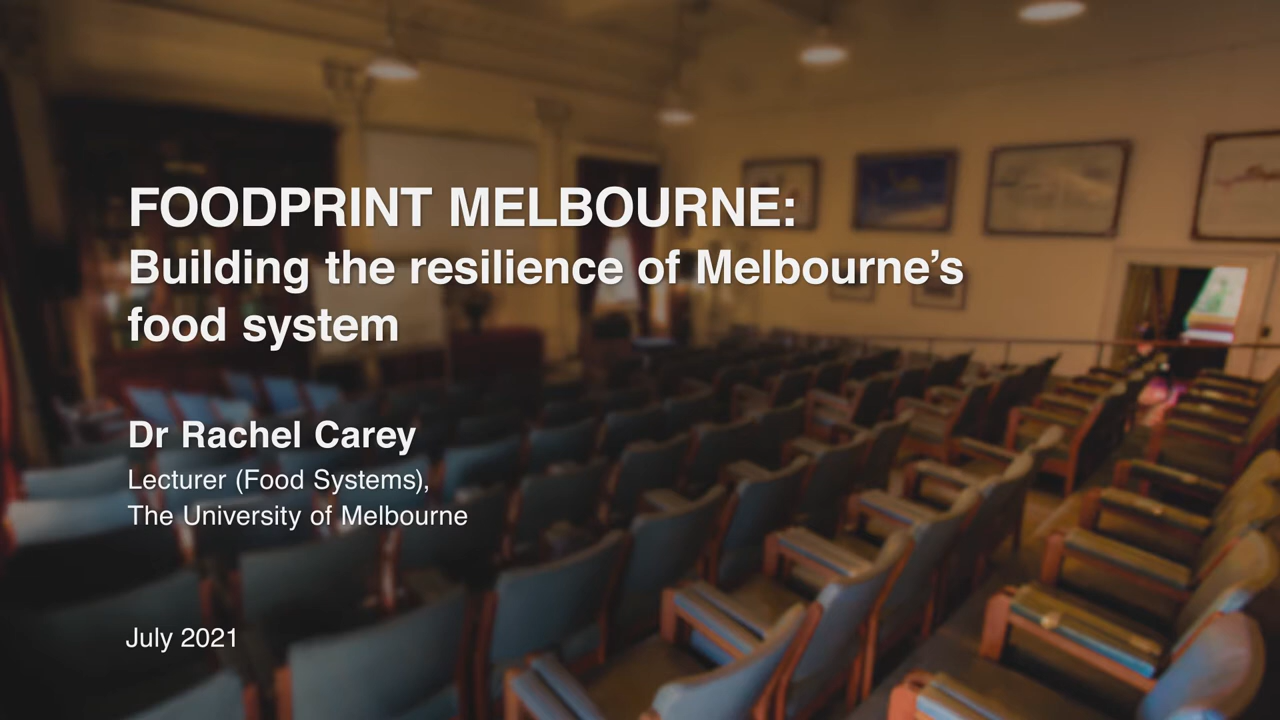 FOODPRINT MELBOURNE:
Building the resilience of Melbourne’s
food system
Dr Rachel Carey
Lecturer (Food Systems),
The University of Melbourne
July 2021